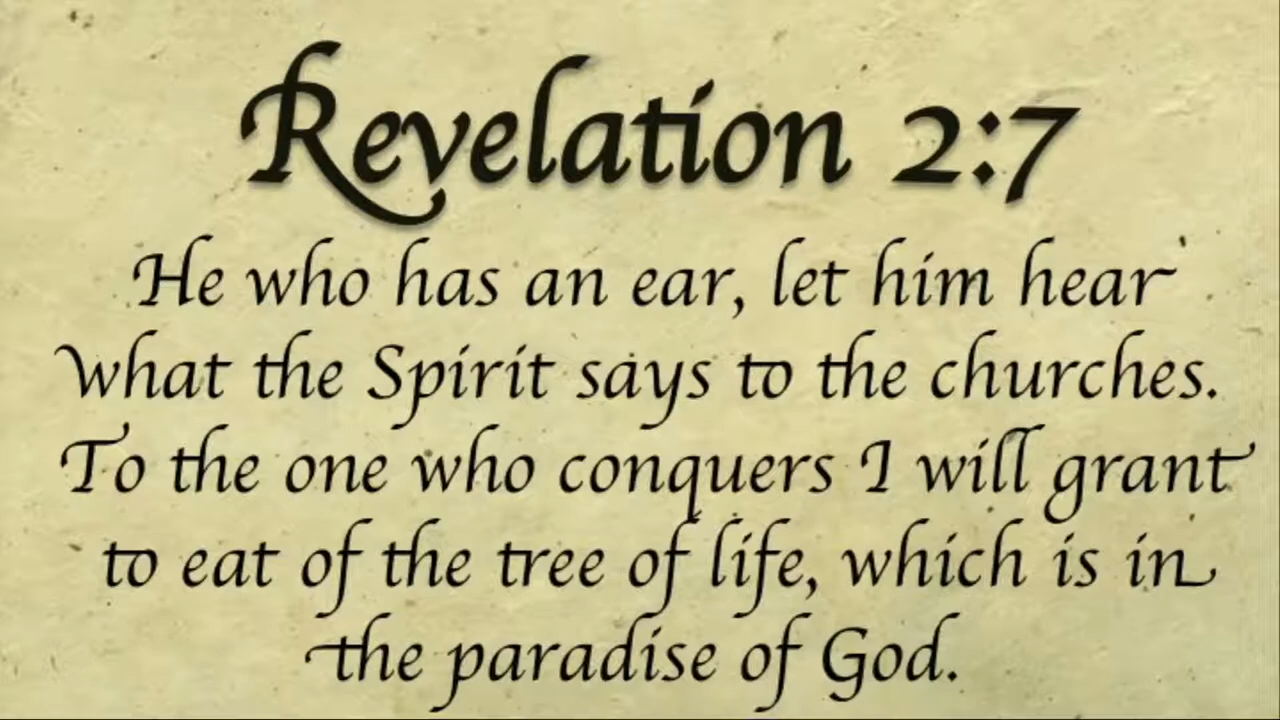 Revelation 2:7
He who has an ear, let him hear
what the Spirit says to the churches.
To the one who conquers I will grant
to eat of the tree of life, which is in
the paradise of God.